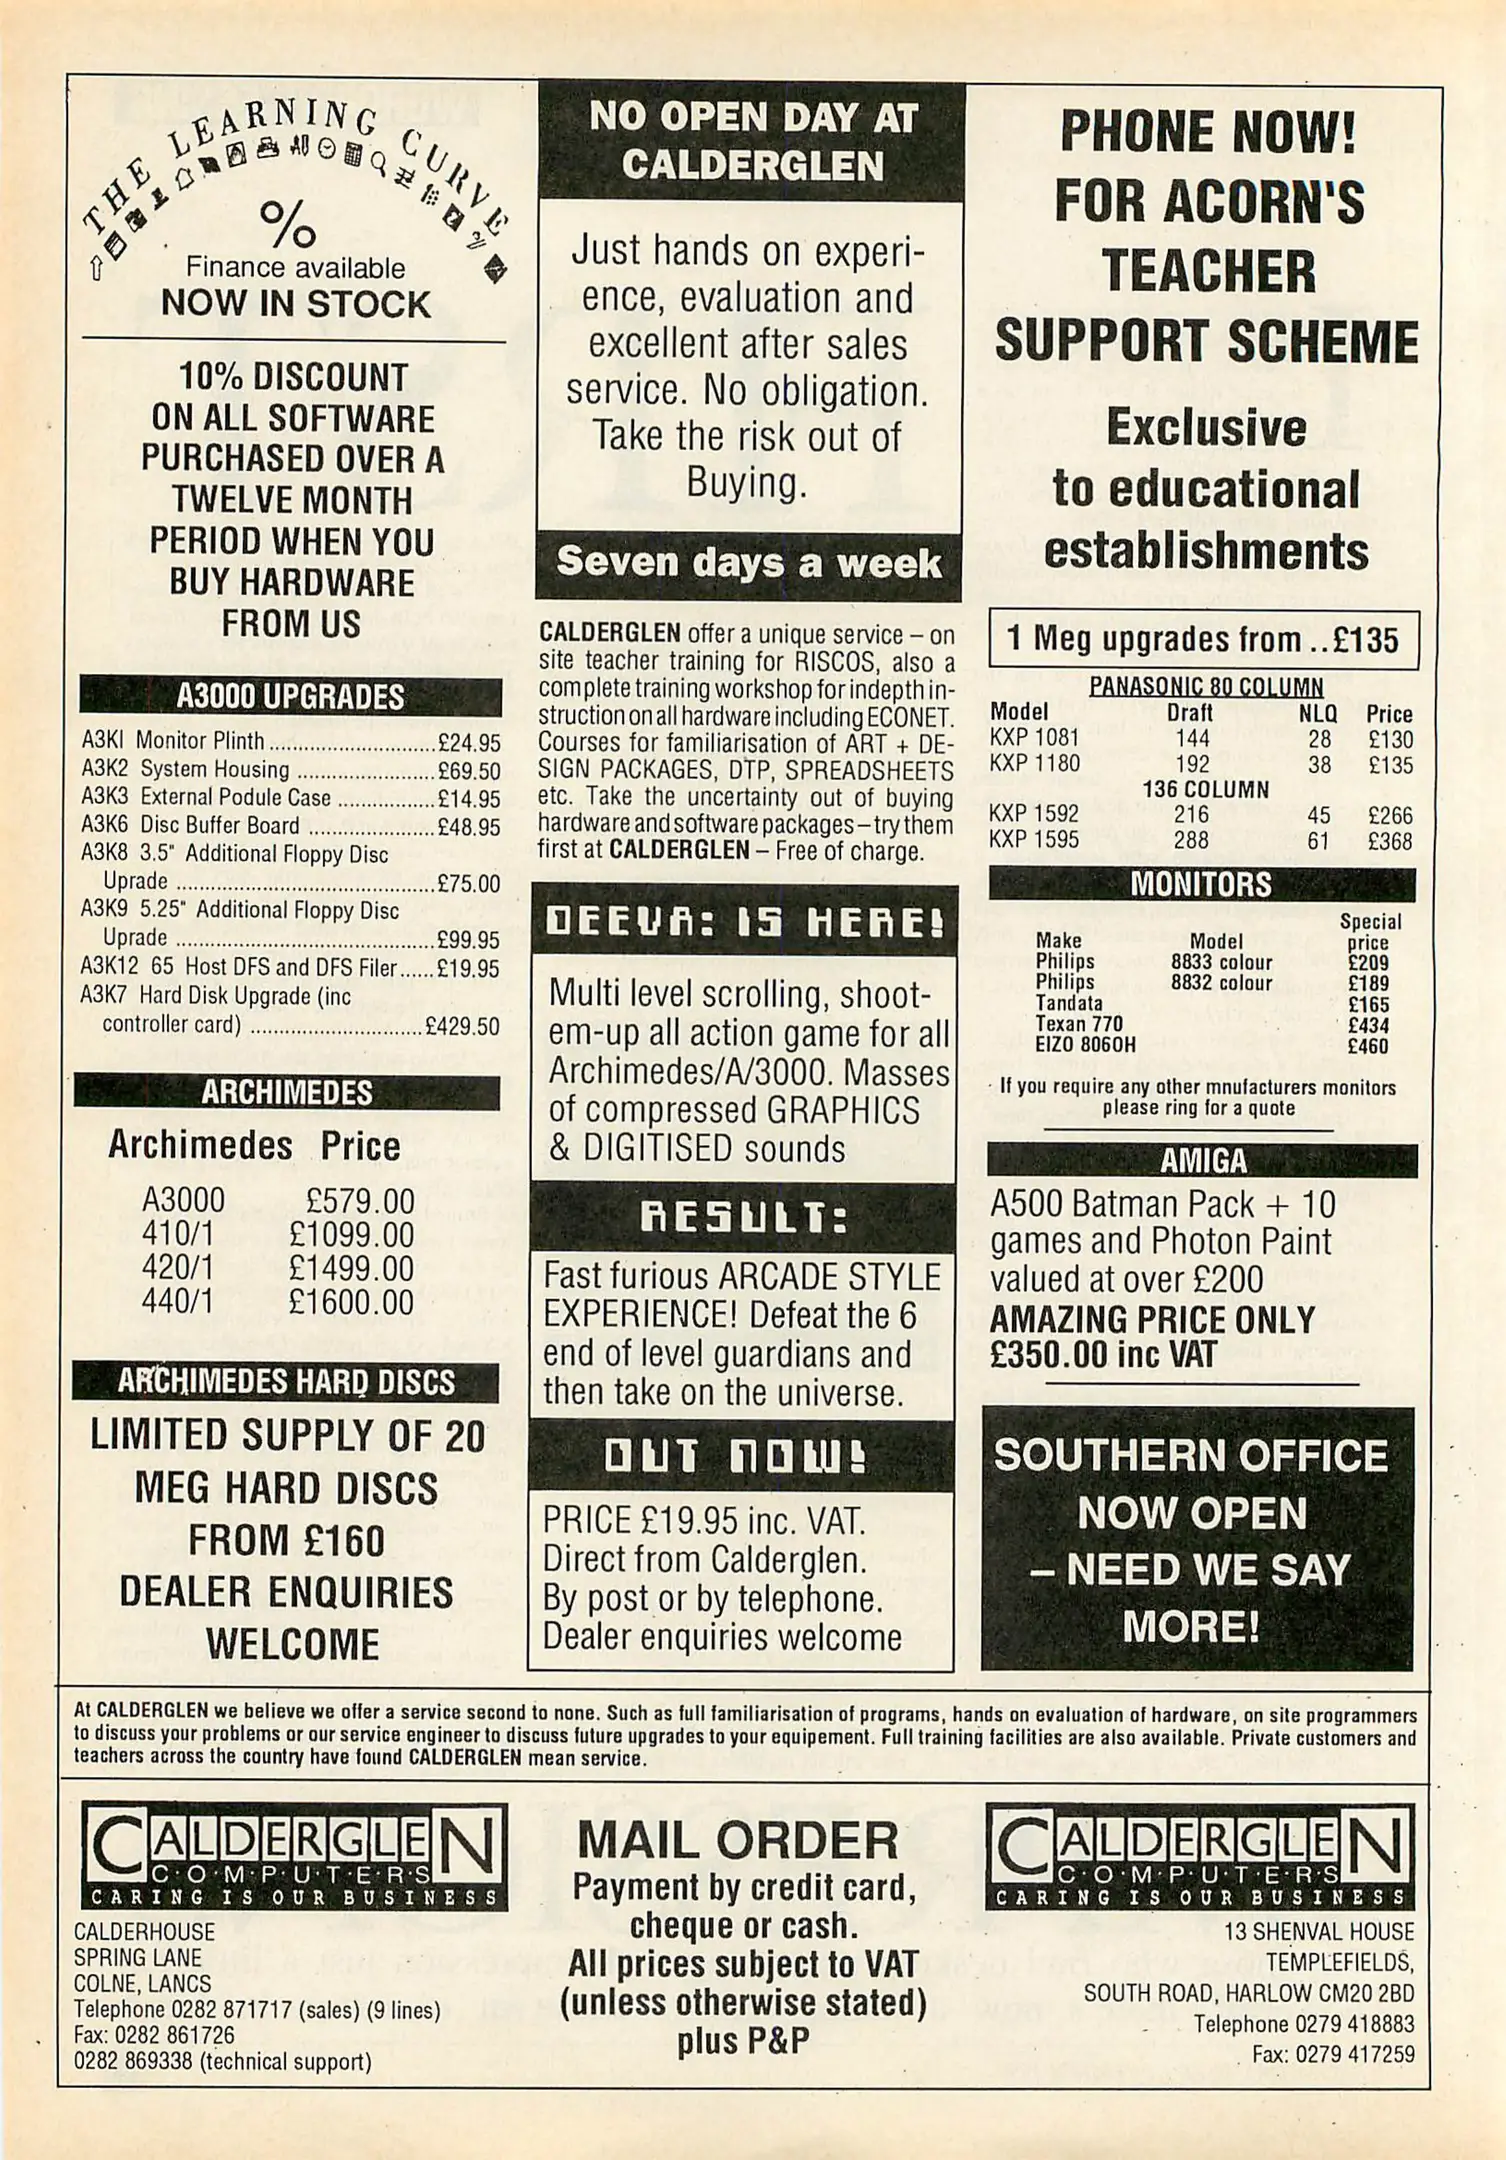 THE LEARNING CURVE
%
Finance available
NOW IN STOCK
10% DISCOUNT
ON ALL SOFTWARE
PURCHASED OVER A
TWELVE MONTH
PERIOD WHEN YOU
BUY HARDWARE
FROM US
A3000 UPGRADES
A3KI Monitor Plinth ............................ £24.95
A3K2 System Housing ........................ £69.50
A3K3 External Podule Case ................. £14.95
A3K6 Disc Buffer Board ...................... £48.95
A3K8 3.5" Additional Floppy Disc
Uprade .............................................. £75.00
A3K9 5.25" Additional Floppy Disc
Uprade .............................................. £99.95
A3K12 65 Host DFS and DFS Filer ...... £19.95
A3K7 Hard Disk Upgrade (inc
controller card) .............................. £429.50
ARCHIMEDES
Archimedes Price
A3000 £579.00
410/1 £1099.00
420/1 £1499.00
440/1 £1600.00
ARCHIMEDES HARD DISCS
LIMITED SUPPLY OF 20
MEG HARD DISCS
FROM £160
DEALER ENQUIRIES
WELCOME
NO OPEN DAY AT
CALDERGLEN
Just hands on experi-
ence, evaluation and
excellent after sales
service. No obligation.
Take the risk out of
Buying.
Seven days a week
CALDERGLEN offer a unique service – on
site teacher training for RISCOS, also a
complete training workshop for indepth in-
struction on all hardware including ECONET.
Courses for familiarisation of ART + DE-
SIGN PACKAGES, DTP, SPREADSHEETS
etc. Take the uncertainty out of buying
hardware and software packages – try them
first at CALDERGLEN – Free of charge.
DEEVA: IS HERE!
Multi level scrolling, shoot-
em-up all action game for all
Archimedes/A/3000. Masses
of compressed GRAPHICS
& DIGITISED sounds
RESULT:
Fast furious ARCADE STYLE
EXPERIENCE! Defeat the 6
end of level guardians and
then take on the universe.
OUT NOW!
PRICE £19.95 inc. VAT.
Direct from Calderglen.
By post or by telephone.
Dealer enquiries welcome
PHONE NOW!
FOR ACORN'S
TEACHER
SUPPORT SCHEME
Exclusive
to educational
establishments
1 Meg upgrades from ..£135
PANASONIC 80 COLUMN
Model Draft NLQ Price
KXP 1081 144 28 £130
KXP 1180 192 38 £135
136 COLUMN
KXP 1592 216 45 £266
KXP 1595 288 61 £368
MONITORS
Special
Make Model price
Philips 8833 colour £209
Philips 8832 colour £189
Tandata £165
Texan 770 £434
EIZO 8060H £460
If you require any other mnufacturers monitors
please ring for a quote
AMIGA
A500 Batman Pack + 10
games and Photon Paint
valued at over £200
AMAZING PRICE ONLY
£350.00 inc VAT
SOUTHERN OFFICE
NOW OPEN
– NEED WE SAY
MORE!
At CALDERGLEN we believe we offer a service second to none. Such as full familiarisation of programs, hands on evaluation of hardware, on site programmers
to discuss your problems or our service engineer to discuss future upgrades to your equipement. Full training facilities are also available. Private customers and
teachers across the country have found CALDERGLEN mean service.
CALDERGLEN
C·O·M·P·U·T·E·R·S
CARING IS OUR BUSINESS
CALDERHOUSE
SPRING LANE
COLNE, LANCS
Telephone 0282 871717 (sales) (9 lines)
Fax: 0282 861726
0282 869338 (technical support)
MAIL ORDER
Payment by credit card,
cheque or cash.
All prices subject to VAT
(unless otherwise stated)
plus P&P
CALDERGLEN
C·O·M·P·U·T·E·R·S
CARING IS OUR BUSINESS
13 SHENVAL HOUSE
TEMPLEFIELDS,
SOUTH ROAD, HARLOW CM20 2BD
Telephone 0279 418883
Fax: 0279 417259